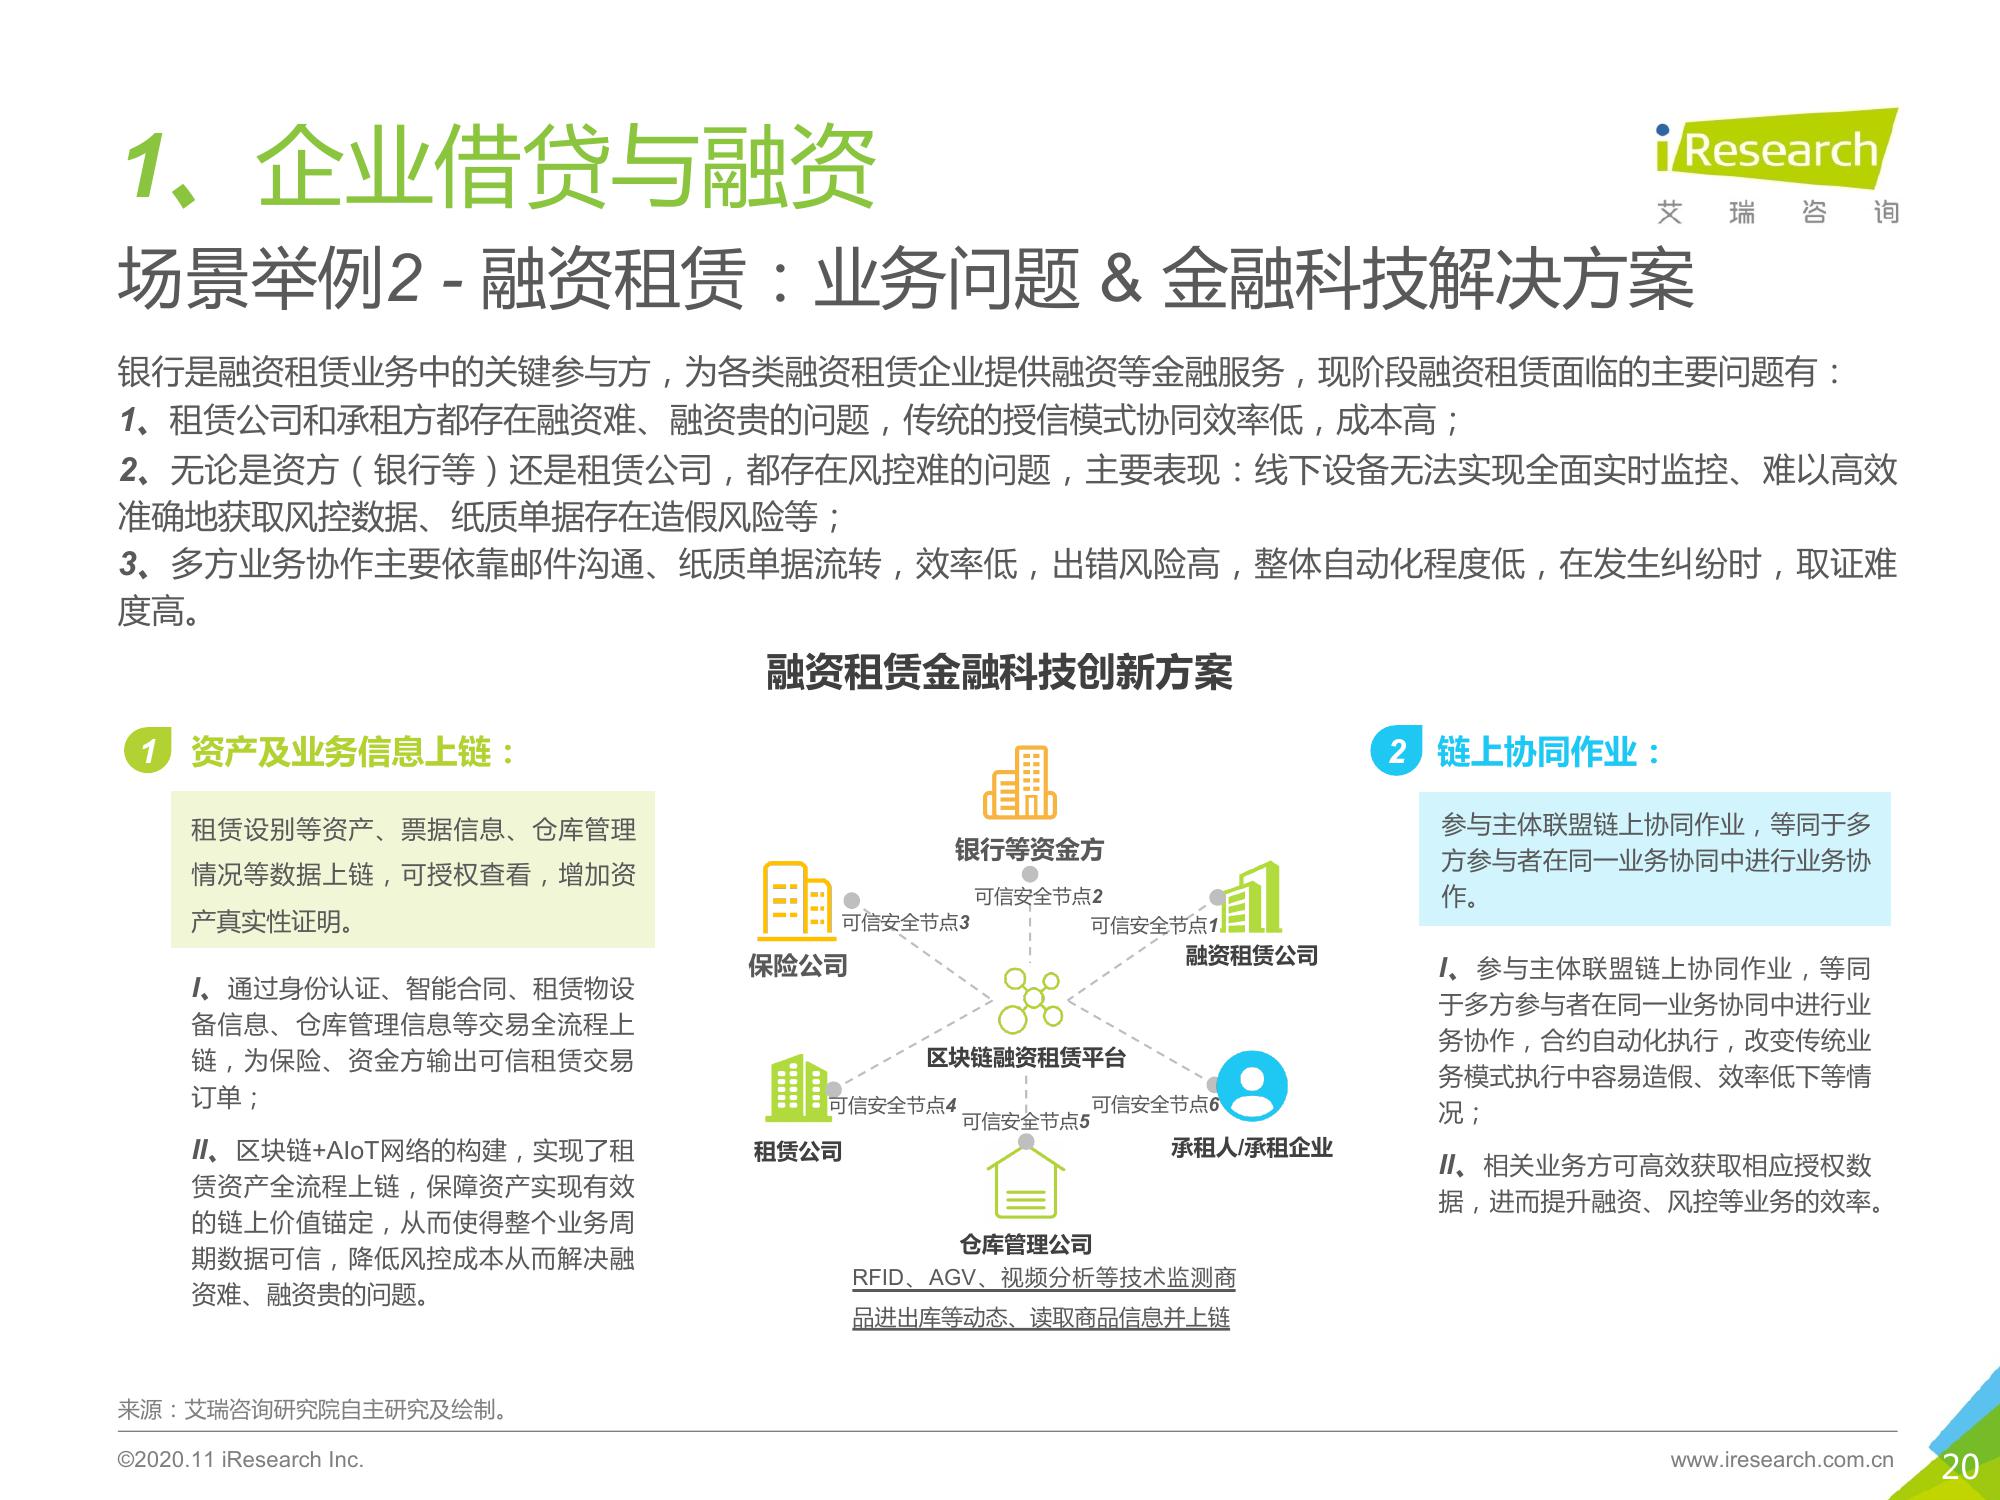 1、企业借贷与融资
iResearch
艾瑞咨询
场景举例2 - 融资租赁：业务问题 & 金融科技解决方案
银行是融资租赁业务中的关键参与方，为各类融资租赁企业提供融资等金融服务，现阶段融资租赁面临的主要问题有：
1、租赁公司和承租方都存在融资难、融资贵的问题，传统的授信模式协同效率低，成本高；
2、无论是资方（银行等）还是租赁公司，都存在风控难的问题，主要表现：线下设备无法实现全面实时监控、难以高效
准确地获取风控数据、纸质单据存在造假风险等；
3、多方业务协作主要依靠邮件沟通、纸质单据流转，效率低，出错风险高，整体自动化程度低，在发生纠纷时，取证难
度高。
融资租赁金融科技创新方案
1 资产及业务信息上链：
租赁设别等资产、票据信息、仓库管理
情况等数据上链，可授权查看，增加资
产真实性证明。
I、通过身份认证、智能合同、租赁物设
备信息、仓库管理信息等交易全流程上
链，为保险、资金方输出可信租赁交易
订单；
II、区块链+AIoT网络的构建，实现了租
赁资产全流程上链，保障资产实现有效
的链上价值锚定，从而使得整个业务周
期数据可信，降低风控成本从而解决融
资难、融资贵的问题。
银行等资金方
可信安全节点2
可信安全节点3
可信安全节点1
保险公司
融资租赁公司
区块链融资租赁平台
可信安全节点4
可信安全节点5
可信安全节点6
租赁公司
承租人/承租企业
仓库管理公司
RFID、AGV、视频分析等技术监测商
品进出库等动态、读取商品信息并上链
2 链上协同作业：
参与主体联盟链上协同作业，等同于多
方参与者在同一业务协同中进行业务协
作。
I、参与主体联盟链上协同作业，等同
于多方参与者在同一业务协同中进行业
务协作，合约自动化执行，改变传统业
务模式执行中容易造假、效率低下等情
况；
II、相关业务方可高效获取相应授权数
据，进而提升融资、风控等业务的效率。
来源：艾瑞咨询研究院自主研究及绘制。
©2020.11 iResearch Inc.
www.iresearch.com.cn
20